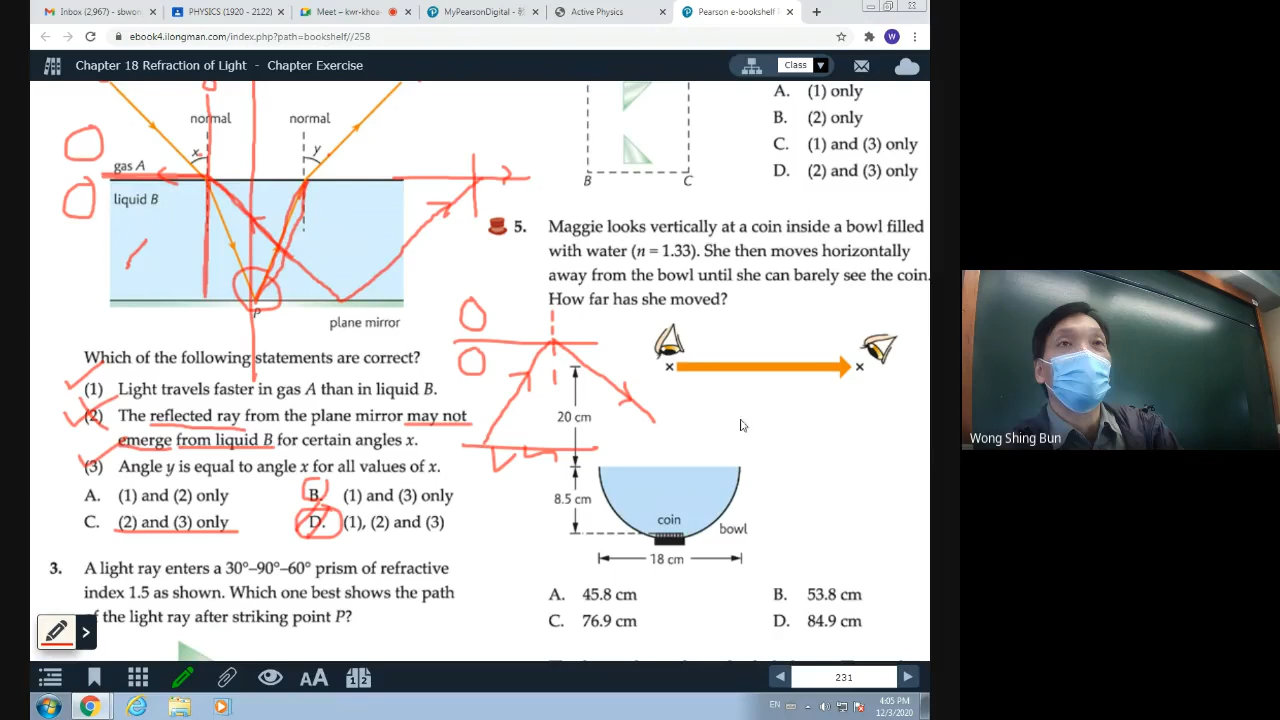 Inbox (2,967) - sbwon
PHYSICS (1920 - 2122)
Meet – kwr-khoa
MyPearsonDigital - 
Active Physics
Pearson e-bookshelf
ebook4.ilongman.com/index.php?path=bookshelf//258
W
Chapter 18 Refraction of Light - Chapter Exercise
Class
normal
normal
x
y
gas A
liquid B
P
plane mirror
Which of the following statements are correct?
(1) Light travels faster in gas A than in liquid B.
(2) The reflected ray from the plane mirror may not
emerge from liquid B for certain angles x.
(3) Angle y is equal to angle x for all values of x.
A. (1) and (2) only
B. (1) and (3) only
C. (2) and (3) only
D. (1), (2) and (3)
3. A light ray enters a 30°–90°–60° prism of refractive
index 1.5 as shown. Which one best shows the path
the light ray after striking point P?
B
C
A. (1) only
B. (2) only
C. (1) and (3) only
D. (2) and (3) only
5. Maggie looks vertically at a coin inside a bowl filled
with water (n = 1.33). She then moves horizontally
away from the bowl until she can barely see the coin.
How far has she moved?
20 cm
8.5 cm
coin
bowl
18 cm
A. 45.8 cm
B. 53.8 cm
C. 76.9 cm
D. 84.9 cm
AA
12
231
EN
4:05 PM
12/3/2020
Wong Shing Bun